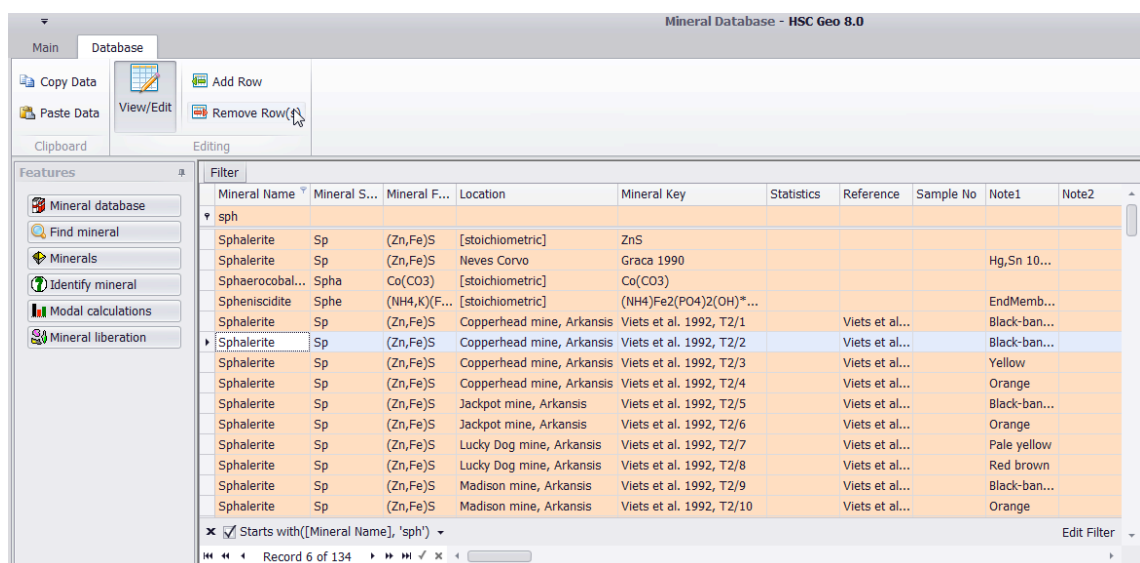 Mineral Database - HSC Geo 8.0
Main Database
Copy Data
Paste Data
View/Edit
Add Row
Remove Row(s)
Clipboard Editing
Features
Mineral database
Find mineral
Minerals
Identify mineral
Modal calculations
Mineral liberation
Filter
Mineral Name Mineral S... Mineral F... Location Mineral Key Statistics Reference Sample No Note1 Note2
sph
Sphalerite Sp (Zn,Fe)S [stoichiometric] ZnS
Sphalerite Sp (Zn,Fe)S Neves Corvo Graca 1990 Hg,Sn 10...
Sphaerocobal... Spha Co(CO3) [stoichiometric] Co(CO3)
Spheniscidite Sphe (NH4,K)(F... [stoichiometric] (NH4)Fe2(PO4)2(OH)*... EndMemb...
Sphalerite Sp (Zn,Fe)S Copperhead mine, Arkansis Viets et al. 1992, T2/1 Viets et al... Black-ban...
Sphalerite Sp (Zn,Fe)S Copperhead mine, Arkansis Viets et al. 1992, T2/2 Viets et al... Black-ban...
Sphalerite Sp (Zn,Fe)S Copperhead mine, Arkansis Viets et al. 1992, T2/3 Viets et al... Yellow
Sphalerite Sp (Zn,Fe)S Copperhead mine, Arkansis Viets et al. 1992, T2/4 Viets et al... Orange
Sphalerite Sp (Zn,Fe)S Jackpot mine, Arkansis Viets et al. 1992, T2/5 Viets et al... Black-ban...
Sphalerite Sp (Zn,Fe)S Jackpot mine, Arkansis Viets et al. 1992, T2/6 Viets et al... Orange
Sphalerite Sp (Zn,Fe)S Lucky Dog mine, Arkansis Viets et al. 1992, T2/7 Viets et al... Pale yellow
Sphalerite Sp (Zn,Fe)S Lucky Dog mine, Arkansis Viets et al. 1992, T2/8 Viets et al... Red brown
Sphalerite Sp (Zn,Fe)S Madison mine, Arkansis Viets et al. 1992, T2/9 Viets et al... Black-ban...
Sphalerite Sp (Zn,Fe)S Madison mine, Arkansis Viets et al. 1992, T2/10 Viets et al... Orange
Starts with([Mineral Name], 'sph') Edit Filter
Record 6 of 134